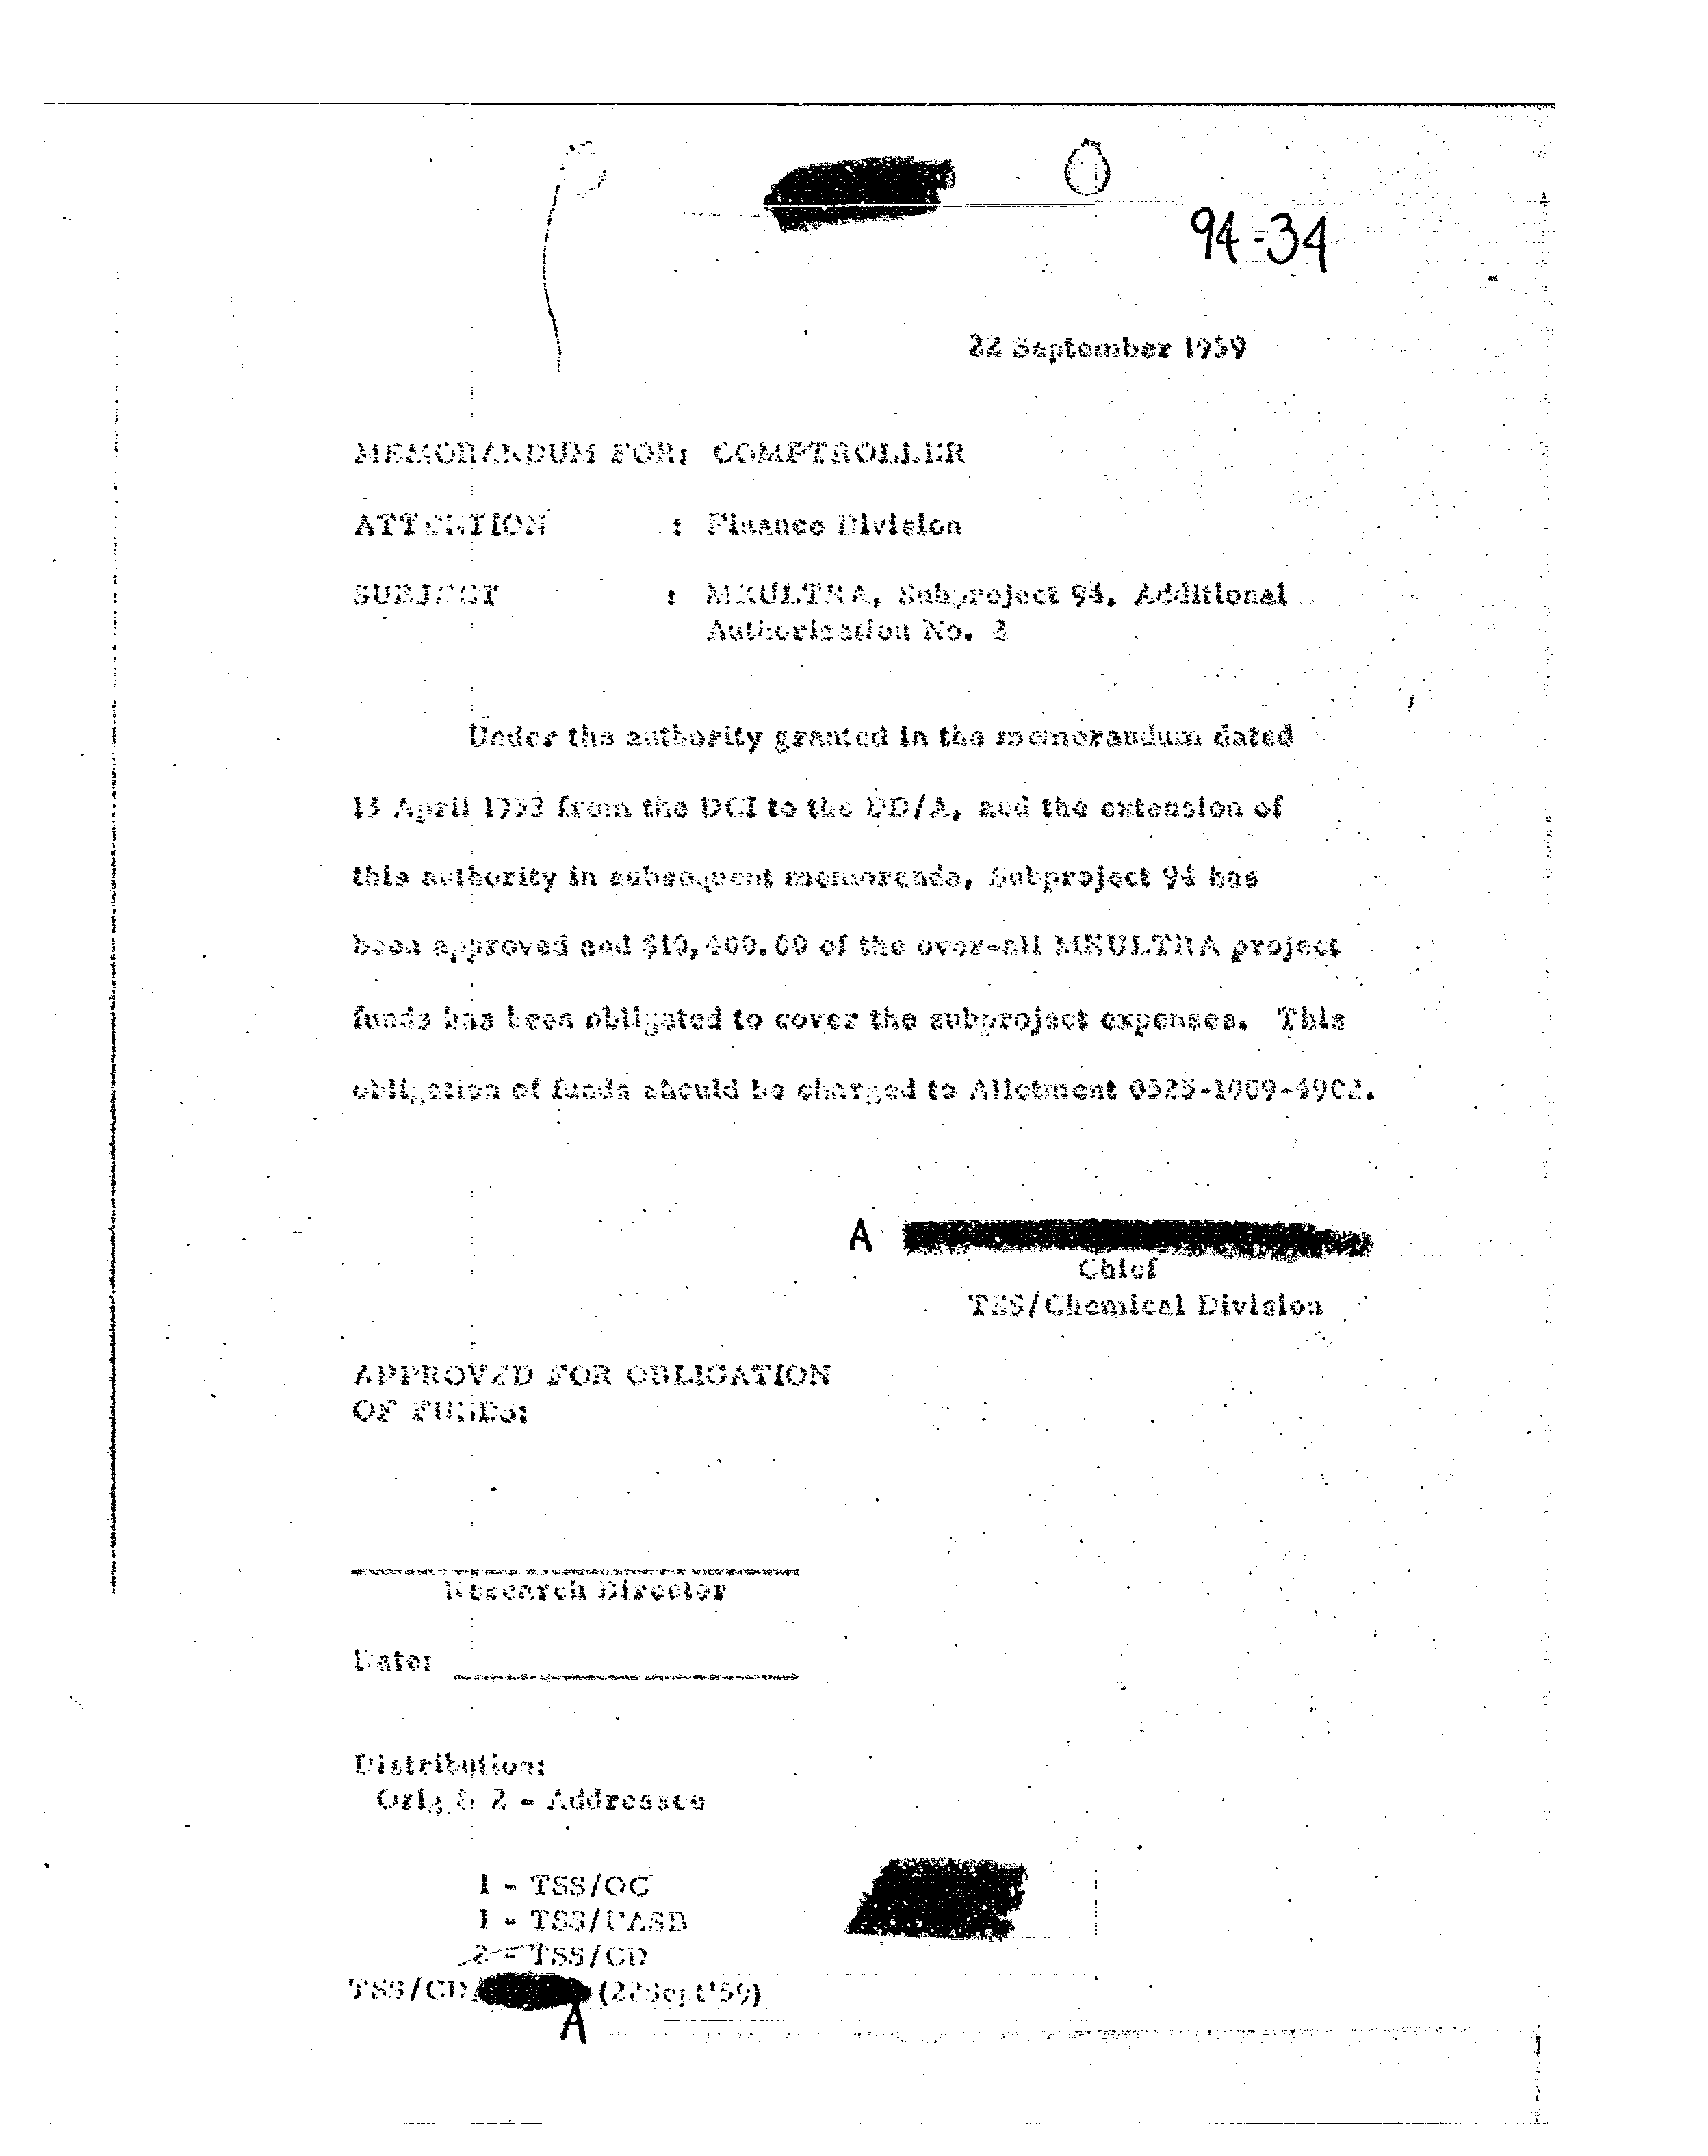 94-34
22 September 1959
MEMORANDUM FOR: COMPTROLLER
ATTENTION : Finance Division
SUBJECT : MKULTRA, Subproject 94, Additional
Authorization No. 2
Under the authority granted in the memorandum dated
13 April 1953 from the DCI to the DD/A, and the extension of
this authority in subsequent memoranda, Subproject 94 has
been approved and $10,400.00 of the over-all MKULTRA project
funds has been obligated to cover the subproject expenses. This
obligation of funds should be charged to Allotment 0525-1009-4902.
A
Chief
TSS/Chemical Division
APPROVED FOR OBLIGATION
OF FUNDS:
Research Director
Date:
Distribution:
Orig & 2 - Addressee
1 - TSS/OC
1 - TSS/FASB
2 - TSS/CD
TSS/CD/ (22Sept'59)
A